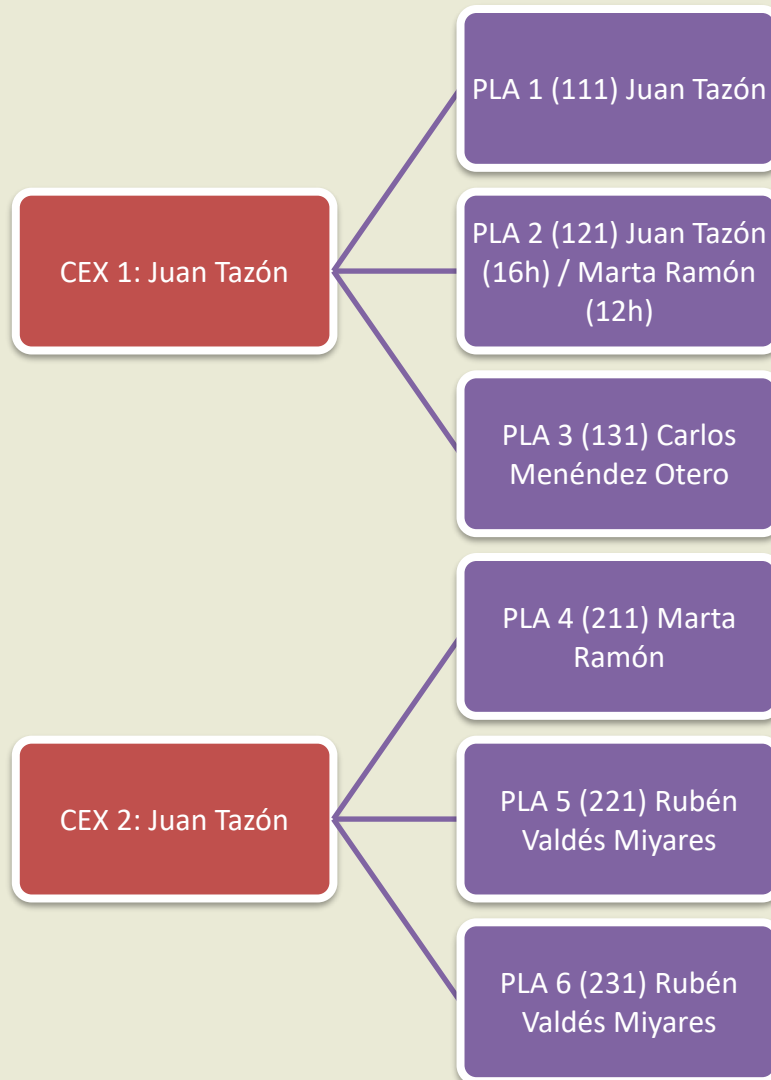 CEX 1: Juan Tazón
PLA 1 (111) Juan Tazón
PLA 2 (121) Juan Tazón
(16h) / Marta Ramón
(12h)
PLA 3 (131) Carlos
Menéndez Otero
CEX 2: Juan Tazón
PLA 4 (211) Marta
Ramón
PLA 5 (221) Rubén
Valdés Miyares
PLA 6 (231) Rubén
Valdés Miyares